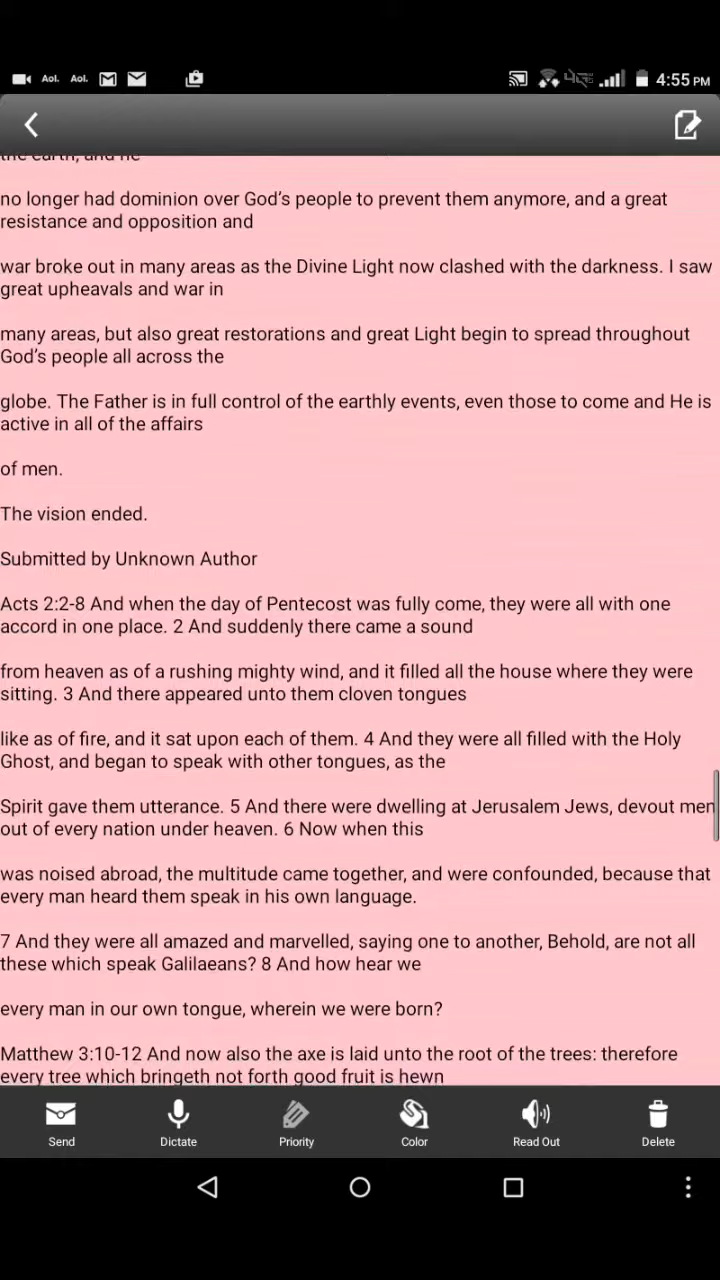 Aol. Aol. 4:55 PM
the earth, and he
no longer had dominion over God's people to prevent them anymore, and a great
resistance and opposition and
war broke out in many areas as the Divine Light now clashed with the darkness. I saw
great upheavals and war in
many areas, but also great restorations and great Light begin to spread throughout
God's people all across the
globe. The Father is in full control of the earthly events, even those to come and He is
active in all of the affairs
of men.
The vision ended.
Submitted by Unknown Author
Acts 2:2-8 And when the day of Pentecost was fully come, they were all with one
accord in one place. 2 And suddenly there came a sound
from heaven as of a rushing mighty wind, and it filled all the house where they were
sitting. 3 And there appeared unto them cloven tongues
like as of fire, and it sat upon each of them. 4 And they were all filled with the Holy
Ghost, and began to speak with other tongues, as the
Spirit gave them utterance. 5 And there were dwelling at Jerusalem Jews, devout men
out of every nation under heaven. 6 Now when this
was noised abroad, the multitude came together, and were confounded, because that
every man heard them speak in his own language.
7 And they were all amazed and marvelled, saying one to another, Behold, are not all
these which speak Galilaeans? 8 And how hear we
every man in our own tongue, wherein we were born?
Matthew 3:10-12 And now also the axe is laid unto the root of the trees: therefore
every tree which bringeth not forth good fruit is hewn
Send Dictate Priority Color Read Out Delete